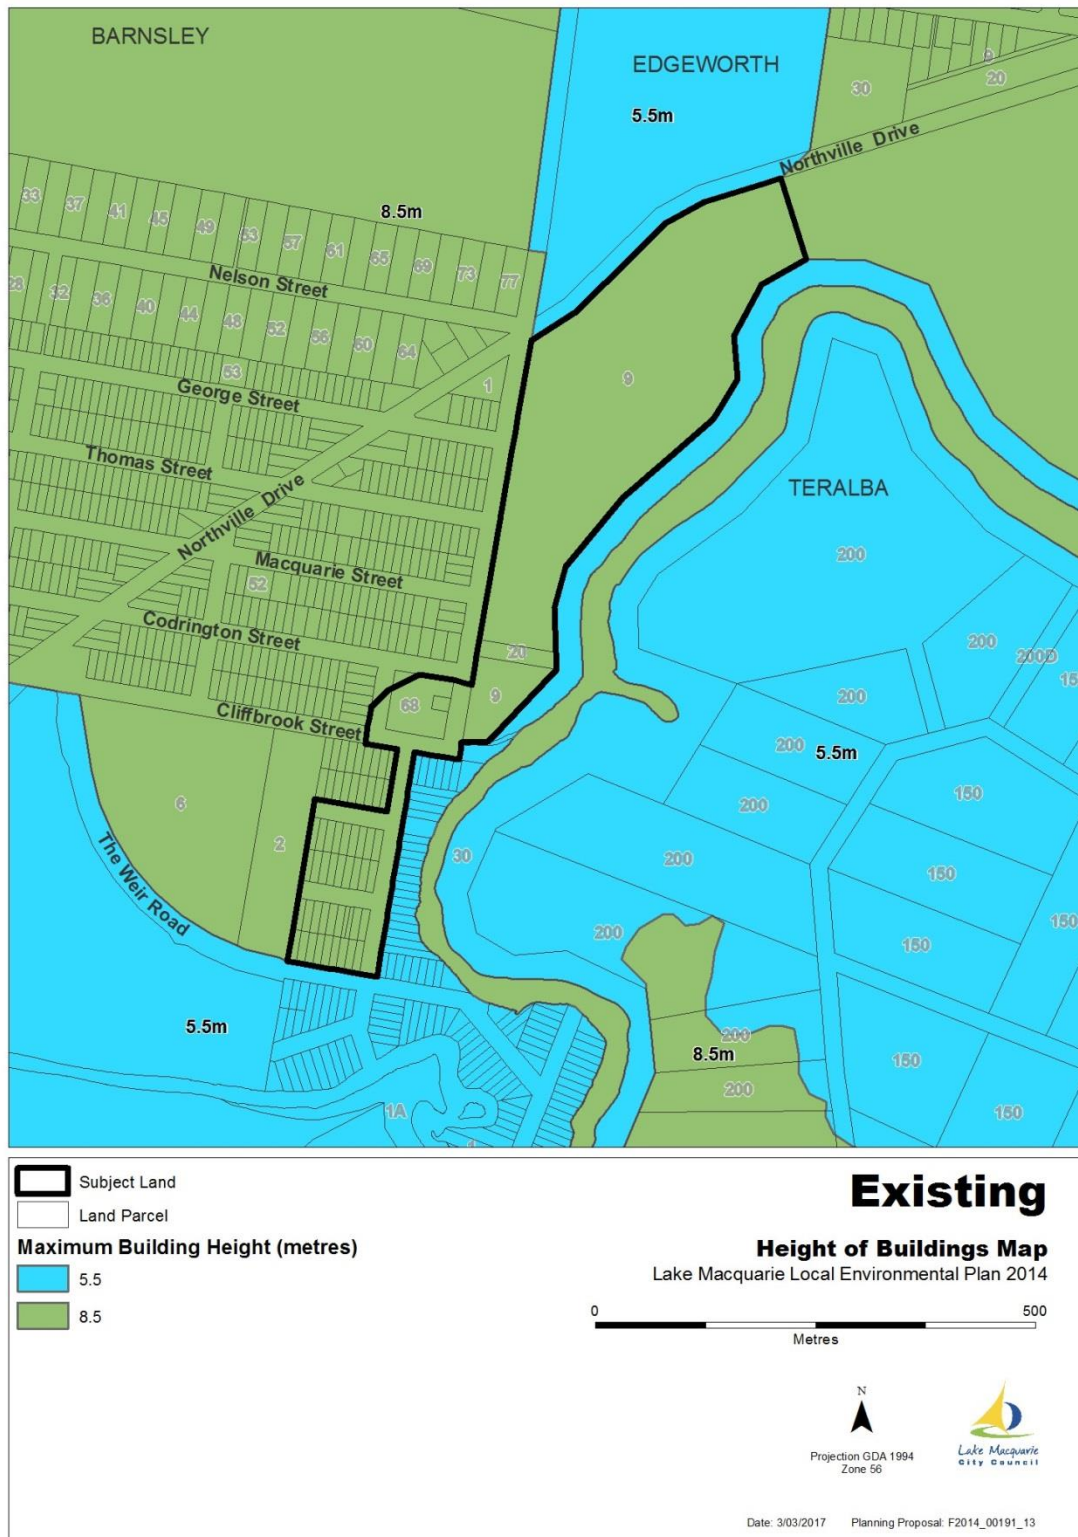 BARNSLEY
EDGEWORTH
5.5m
9
20
30
Northville Drive
33
37
41
45
49
53
57
61
65
69
73
77
8.5m
Nelson Street
28
32
36
40
44
48
52
56
60
64
53
George Street
1
9
Thomas Street
Northville Drive
TERALBA
200
Macquarie Street
52
Codrington Street
20
200
200D
15
9
68
200
Cliffbrook Street
200
5.5m
150
200
6
2
The Weir Road
30
200
150
150
200
150
5.5m
200
8.5m
150
200
150
1A
1
Subject Land
Land Parcel
Maximum Building Height (metres)
5.5
8.5
Existing
Height of Buildings Map
Lake Macquarie Local Environmental Plan 2014
0 500
Metres
N
Projection GDA 1994
Zone 56
Lake Macquarie
City Council
Date: 3/03/2017 Planning Proposal: F2014_00191_13